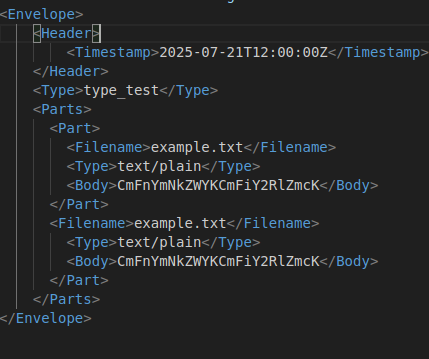 <Envelope>
<Header>
<Timestamp>2025-07-21T12:00:00Z</Timestamp>
</Header>
<Type>type_test</Type>
<Parts>
<Part>
<Filename>example.txt</Filename>
<Type>text/plain</Type>
<Body>CmFnYmNkZWYKCmFiY2RlZmcK</Body>
</Part>
<Filename>example.txt</Filename>
<Type>text/plain</Type>
<Body>CmFnYmNkZWYKCmFiY2RlZmcK</Body>
</Part>
</Parts>
</Envelope>